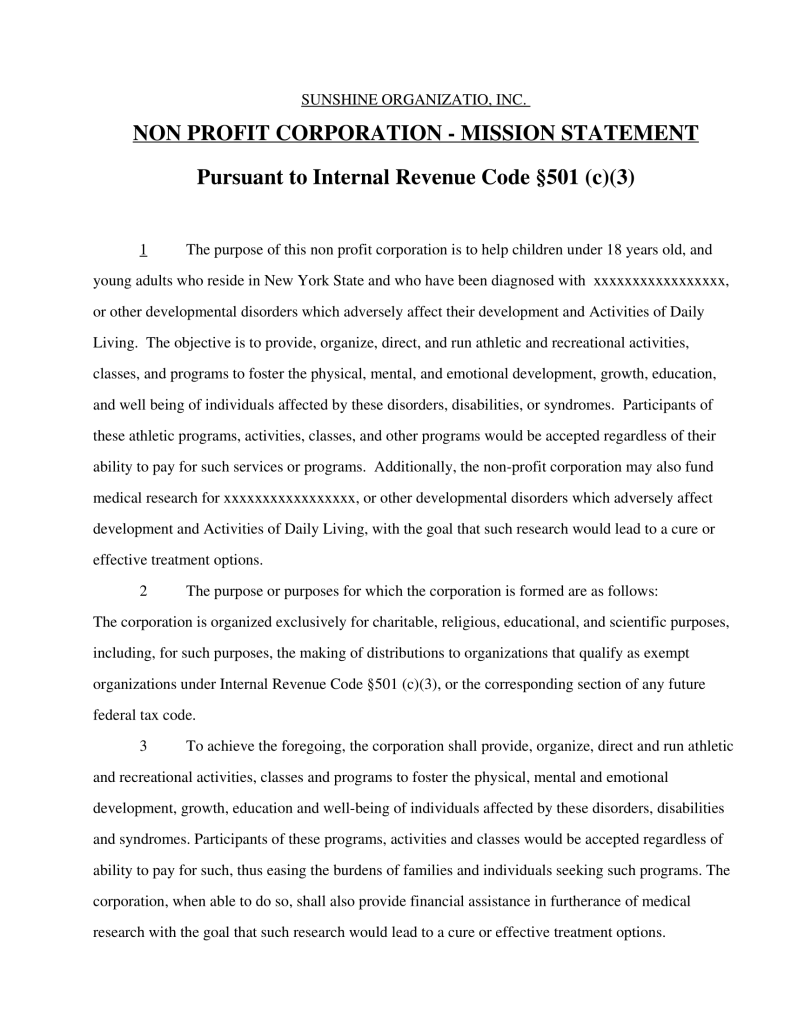 SUNSHINE ORGANIZATIO, INC.
NON PROFIT CORPORATION - MISSION STATEMENT
Pursuant to Internal Revenue Code §501 (c)(3)
1 The purpose of this non profit corporation is to help children under 18 years old, and
young adults who reside in New York State and who have been diagnosed with xxxxxxxxxxxxxxxxx,
or other developmental disorders which adversely affect their development and Activities of Daily
Living. The objective is to provide, organize, direct, and run athletic and recreational activities,
classes, and programs to foster the physical, mental, and emotional development, growth, education,
and well being of individuals affected by these disorders, disabilities, or syndromes. Participants of
these athletic programs, activities, classes, and other programs would be accepted regardless of their
ability to pay for such services or programs. Additionally, the non-profit corporation may also fund
medical research for xxxxxxxxxxxxxxxxx, or other developmental disorders which adversely affect
development and Activities of Daily Living, with the goal that such research would lead to a cure or
effective treatment options.
2 The purpose or purposes for which the corporation is formed are as follows:
The corporation is organized exclusively for charitable, religious, educational, and scientific purposes,
including, for such purposes, the making of distributions to organizations that qualify as exempt
organizations under Internal Revenue Code §501 (c)(3), or the corresponding section of any future
federal tax code.
3 To achieve the foregoing, the corporation shall provide, organize, direct and run athletic
and recreational activities, classes and programs to foster the physical, mental and emotional
development, growth, education and well-being of individuals affected by these disorders, disabilities
and syndromes. Participants of these programs, activities and classes would be accepted regardless of
ability to pay for such, thus easing the burdens of families and individuals seeking such programs. The
corporation, when able to do so, shall also provide financial assistance in furtherance of medical
research with the goal that such research would lead to a cure or effective treatment options.